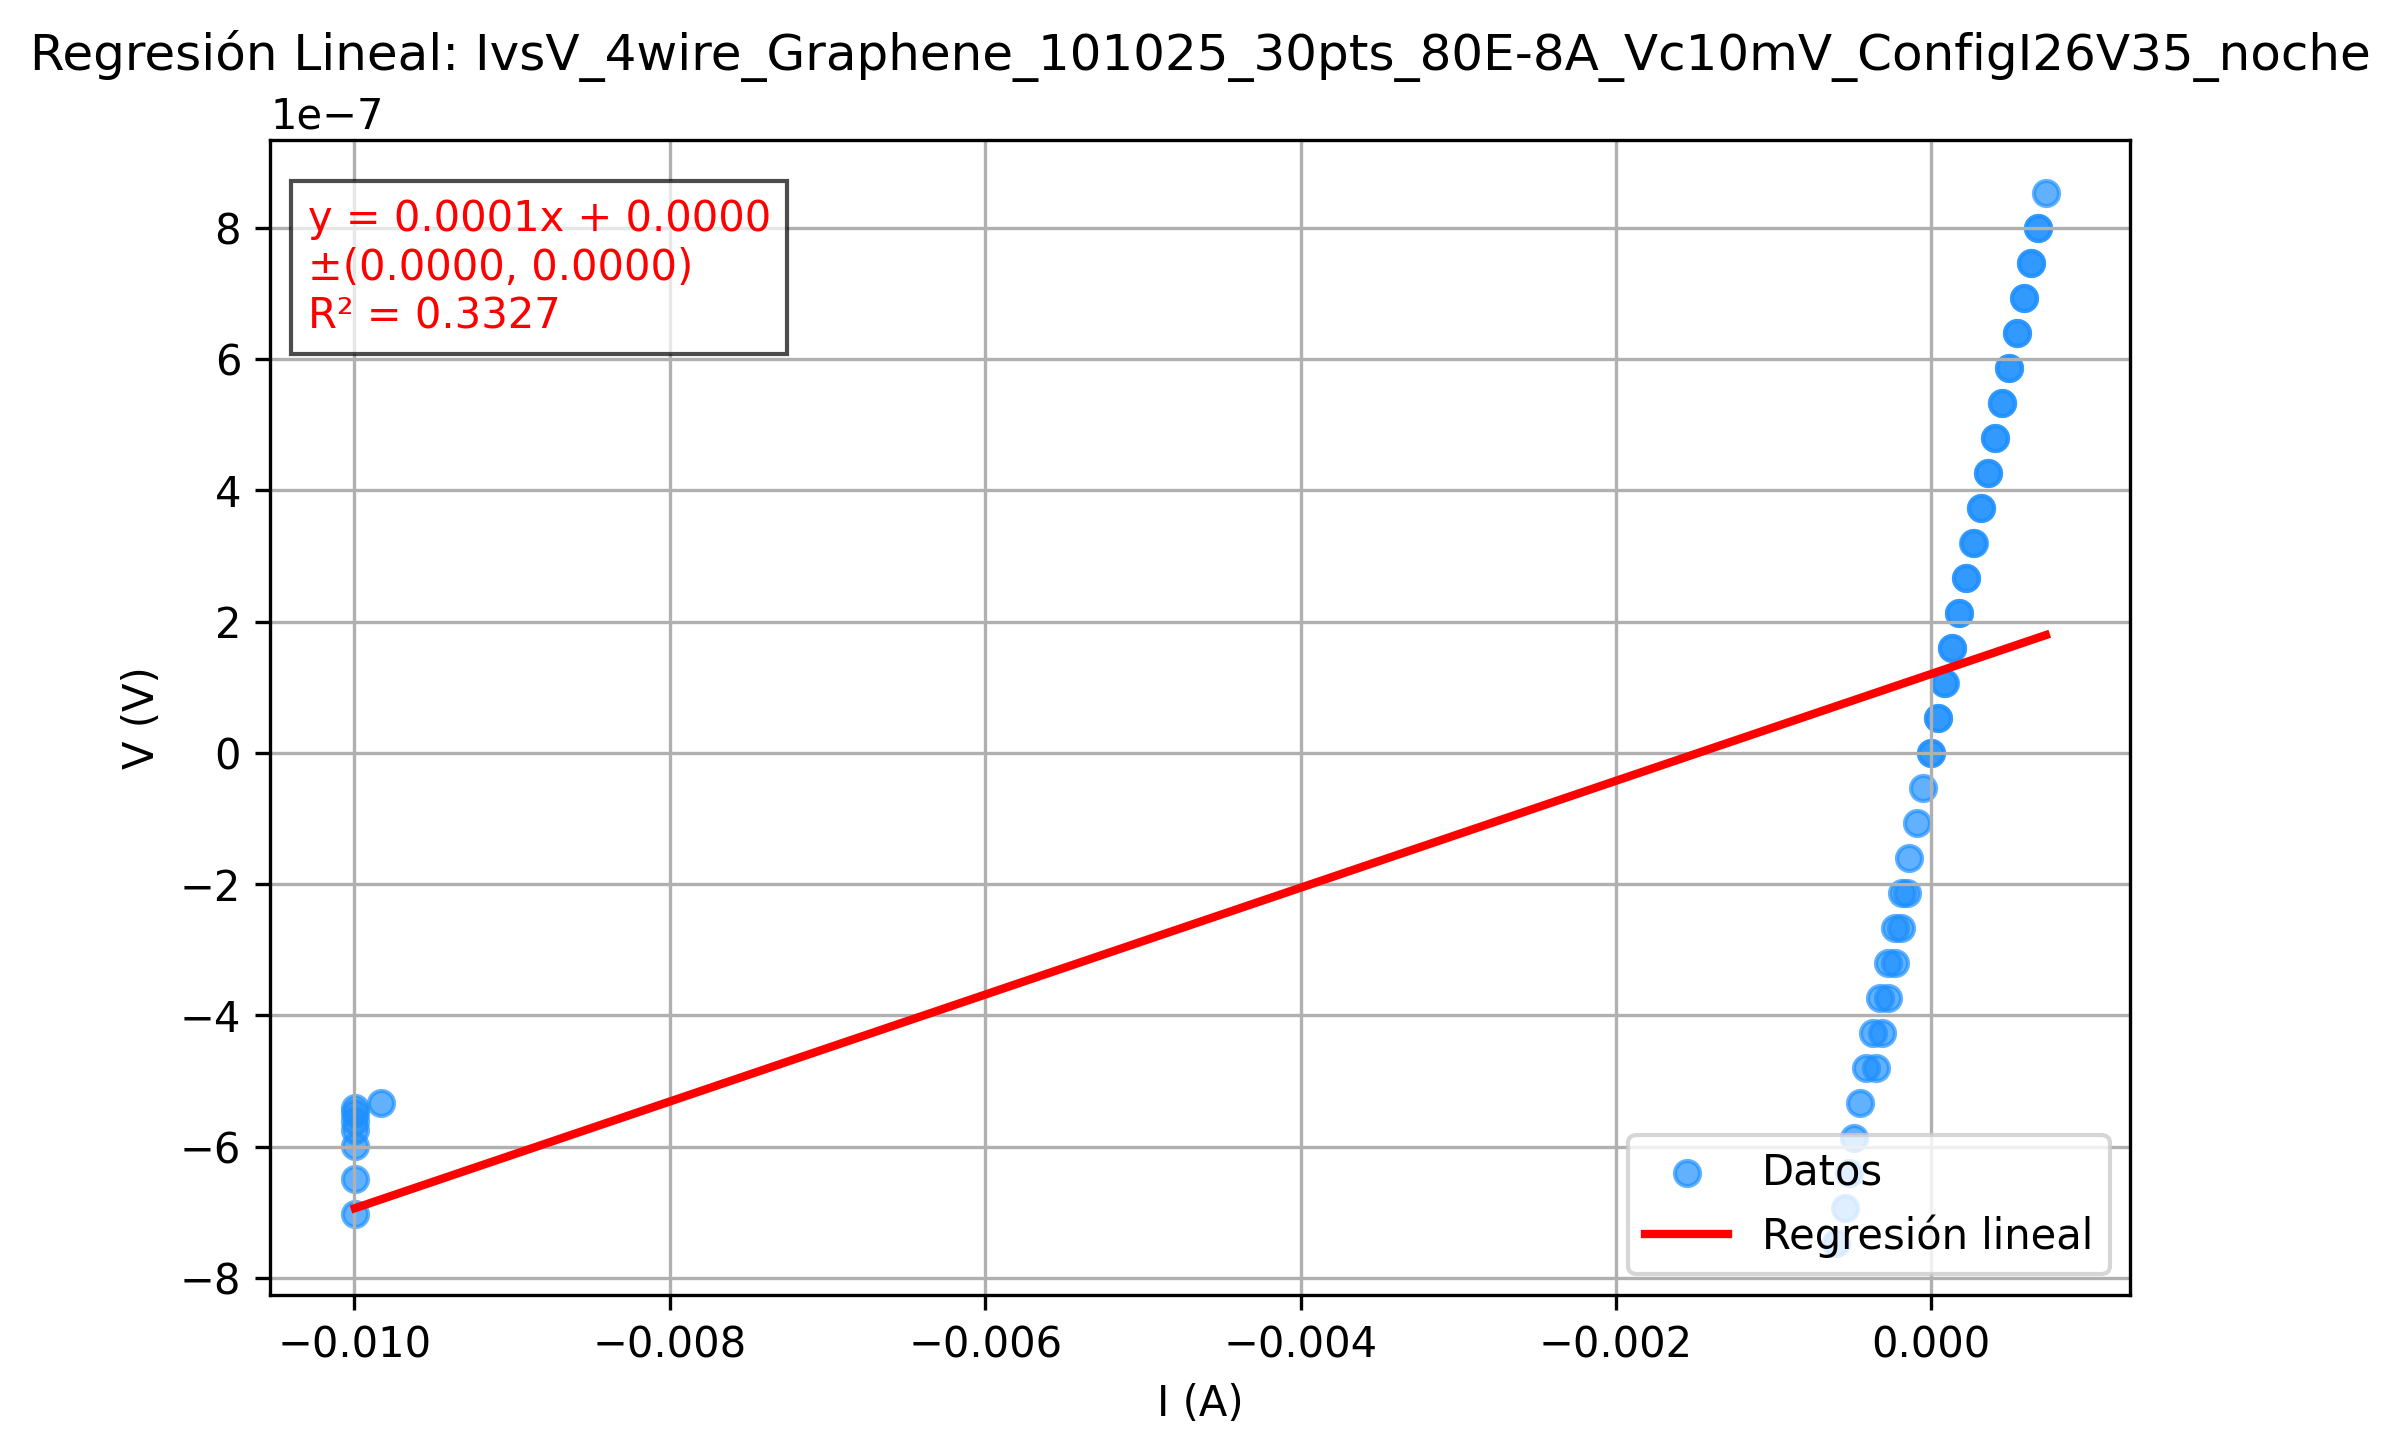 Regresión Lineal: IvsV_4wire_Graphene_101025_30pts_80E-8A_Vc10mV_ConfigI26V35_noche
1e−7
y = 0.0001x + 0.0000
±(0.0000, 0.0000)
R² = 0.3327
8
6
4
2
0
−2
−4
−6
−8
V (V)
Datos
Regresión lineal
−0.010 −0.008 −0.006 −0.004 −0.002 0.000
I (A)